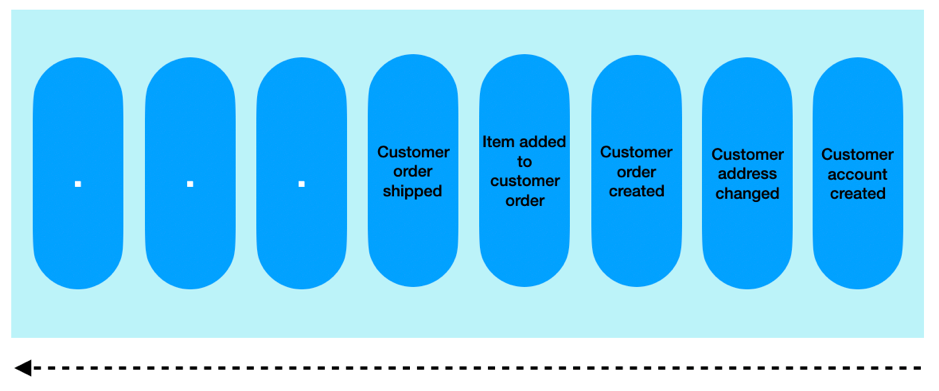 Customer
order
shipped
Item added
to
customer
order
Customer
order
created
Customer
address
changed
Customer
account
created